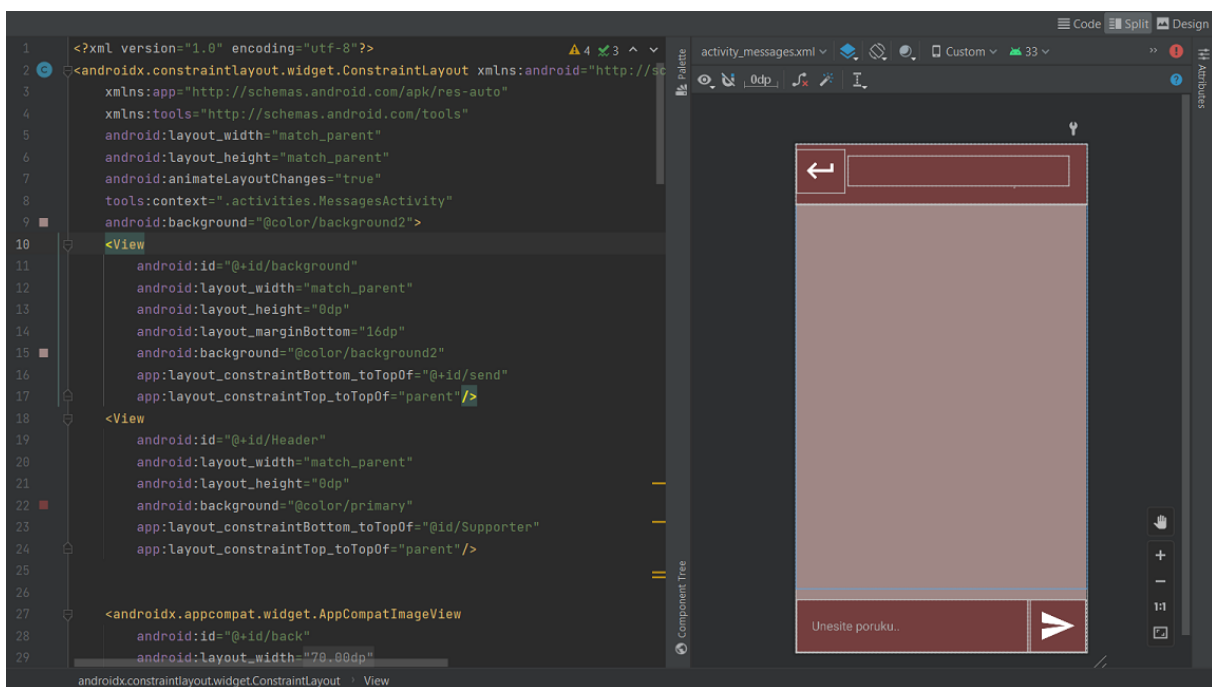 Code Split Design
1 <?xml version="1.0" encoding="utf-8"?> 4 3
2 <androidx.constraintlayout.widget.ConstraintLayout xmlns:android="http://sc
3 xmlns:app="http://schemas.android.com/apk/res-auto"
4 xmlns:tools="http://schemas.android.com/tools"
5 android:layout_width="match_parent"
6 android:layout_height="match_parent"
7 android:animateLayoutChanges="true"
8 tools:context=".activities.MessagesActivity"
9 android:background="@color/background2">
10 <View
11 android:id="@+id/background"
12 android:layout_width="match_parent"
13 android:layout_height="0dp"
14 android:layout_marginBottom="16dp"
15 android:background="@color/background2"
16 app:layout_constraintBottom_toTopOf="@+id/send"
17 app:layout_constraintTop_toTopOf="parent"/>
18 <View
19 android:id="@+id/Header"
20 android:layout_width="match_parent"
21 android:layout_height="0dp"
22 android:background="@color/primary"
23 app:layout_constraintBottom_toTopOf="@id/Supporter"
24 app:layout_constraintTop_toTopOf="parent"/>
25
26
27 <androidx.appcompat.widget.AppCompatImageView
28 android:id="@+id/back"
29 android:layout_width="70.00dp"
androidx.constraintlayout.widget.ConstraintLayout › View
Palette
Component Tree
activity_messages.xml Custom 33 »
0dp
Attributes
Unesite poruku..
1:1